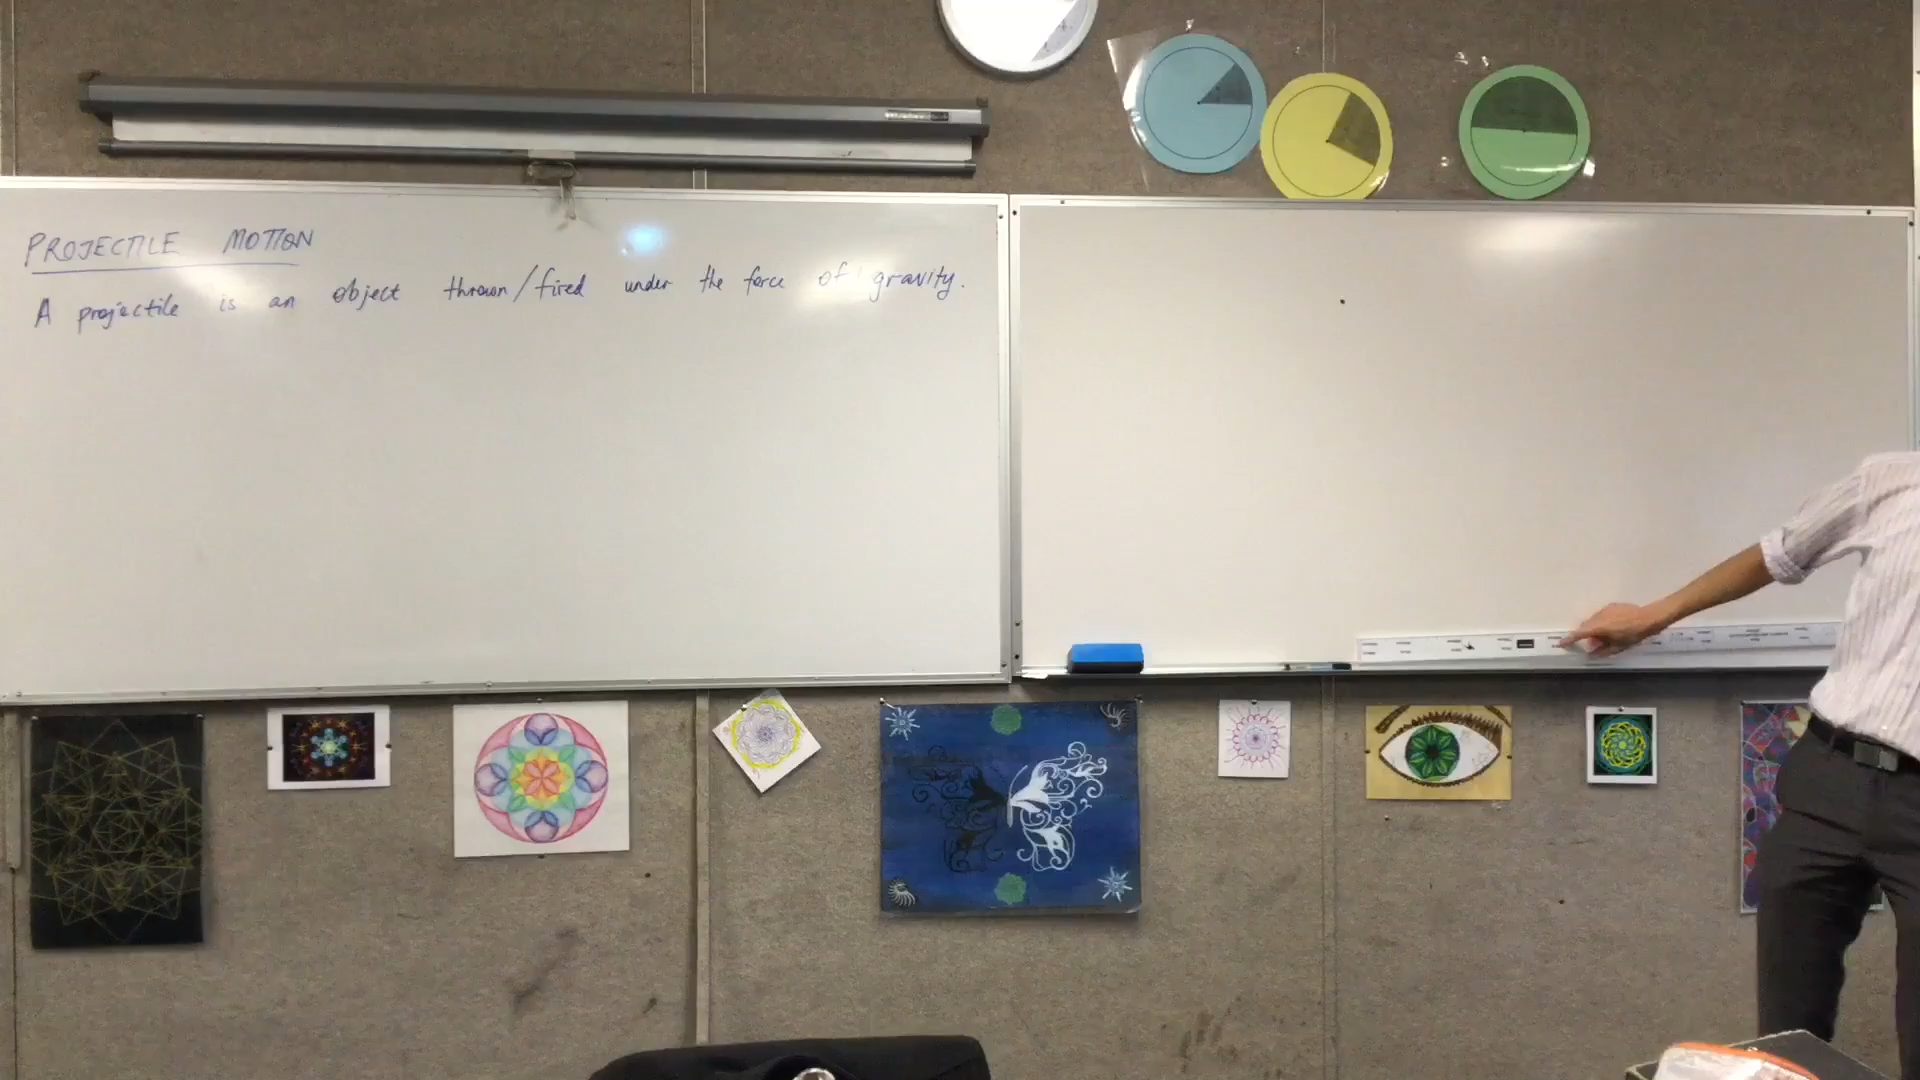 PROJECTILE MOTION
A projectile is an object thrown/fired under the force of gravity.